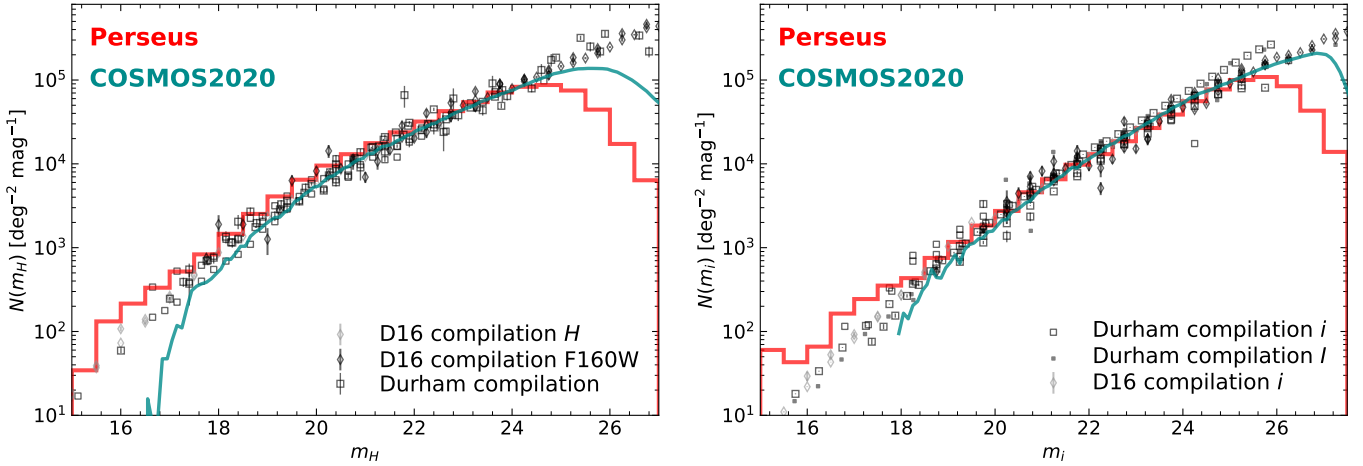 Perseus
COSMOS2020
D16 compilation H
D16 compilation F160W
Durham compilation
N(m_H) [deg⁻² mag⁻¹]
10⁵
10⁴
10³
10²
10¹
16 18 20 22 24 26
m_H
Perseus
COSMOS2020
Durham compilation i
Durham compilation I
D16 compilation i
N(m_i) [deg⁻² mag⁻¹]
10⁵
10⁴
10³
10²
10¹
16 18 20 22 24 26
m_i